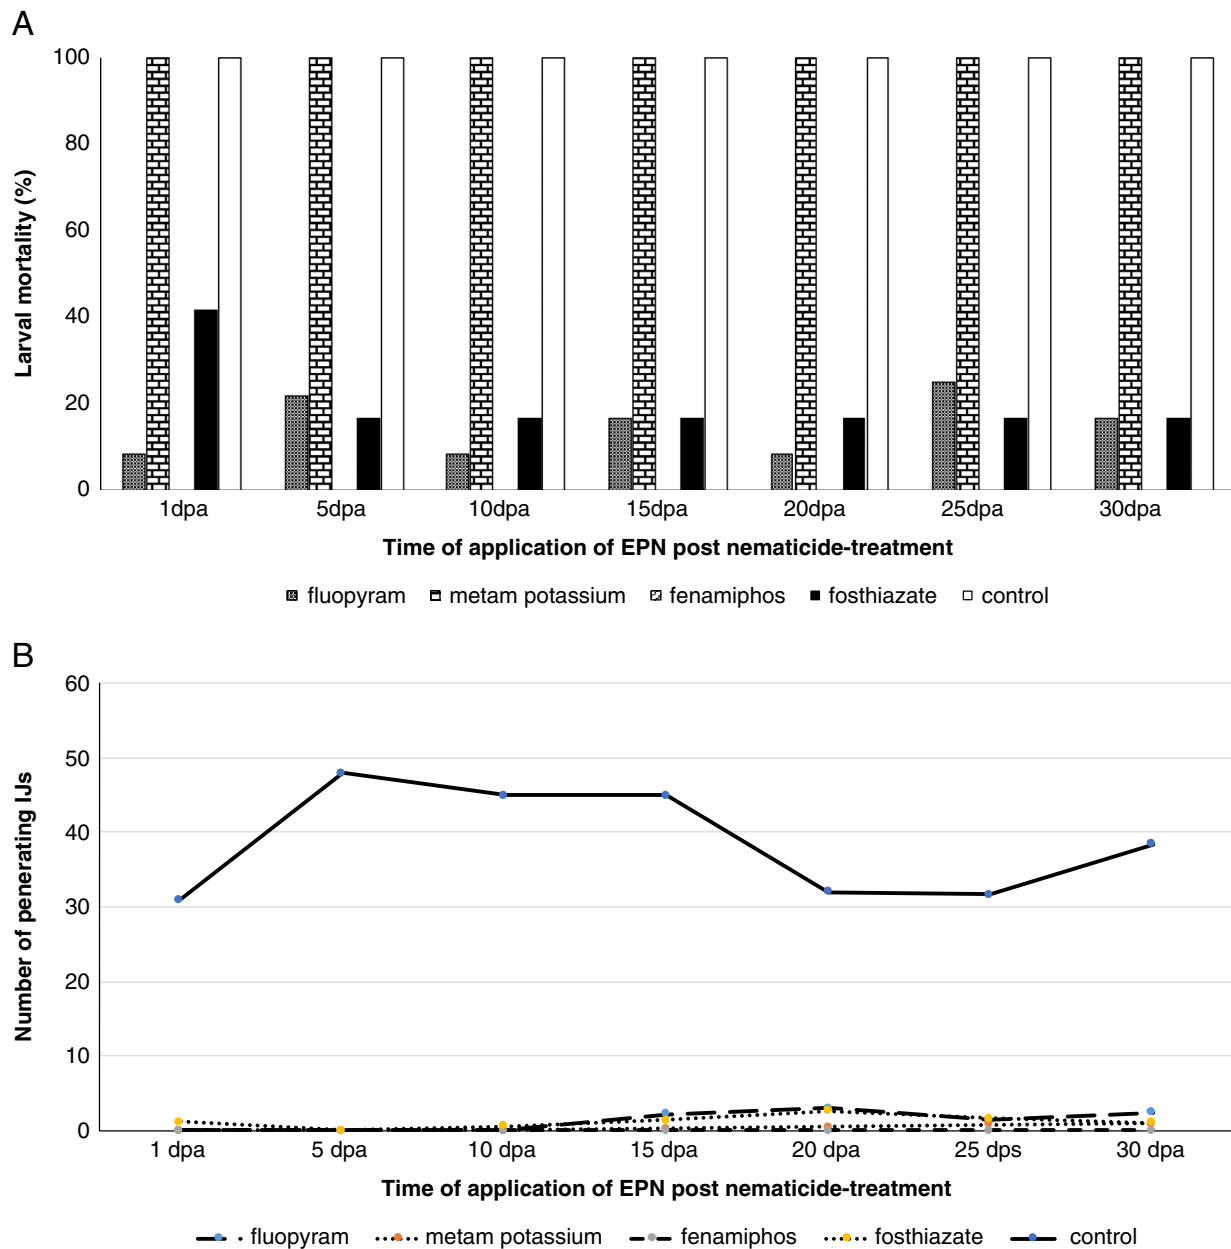 A
100
80
60
40
20
0
Larval mortality (%)
1dpa 5dpa 10dpa 15dpa 20dpa 25dpa 30dpa
Time of application of EPN post nematicide-treatment
fluopyram metam potassium fenamiphos fosthiazate control
B
60
50
40
30
20
10
0
Number of penerating IJs
1 dpa 5 dpa 10 dpa 15 dpa 20 dpa 25 dps 30 dpa
Time of application of EPN post nematicide-treatment
fluopyram metam potassium fenamiphos fosthiazate control